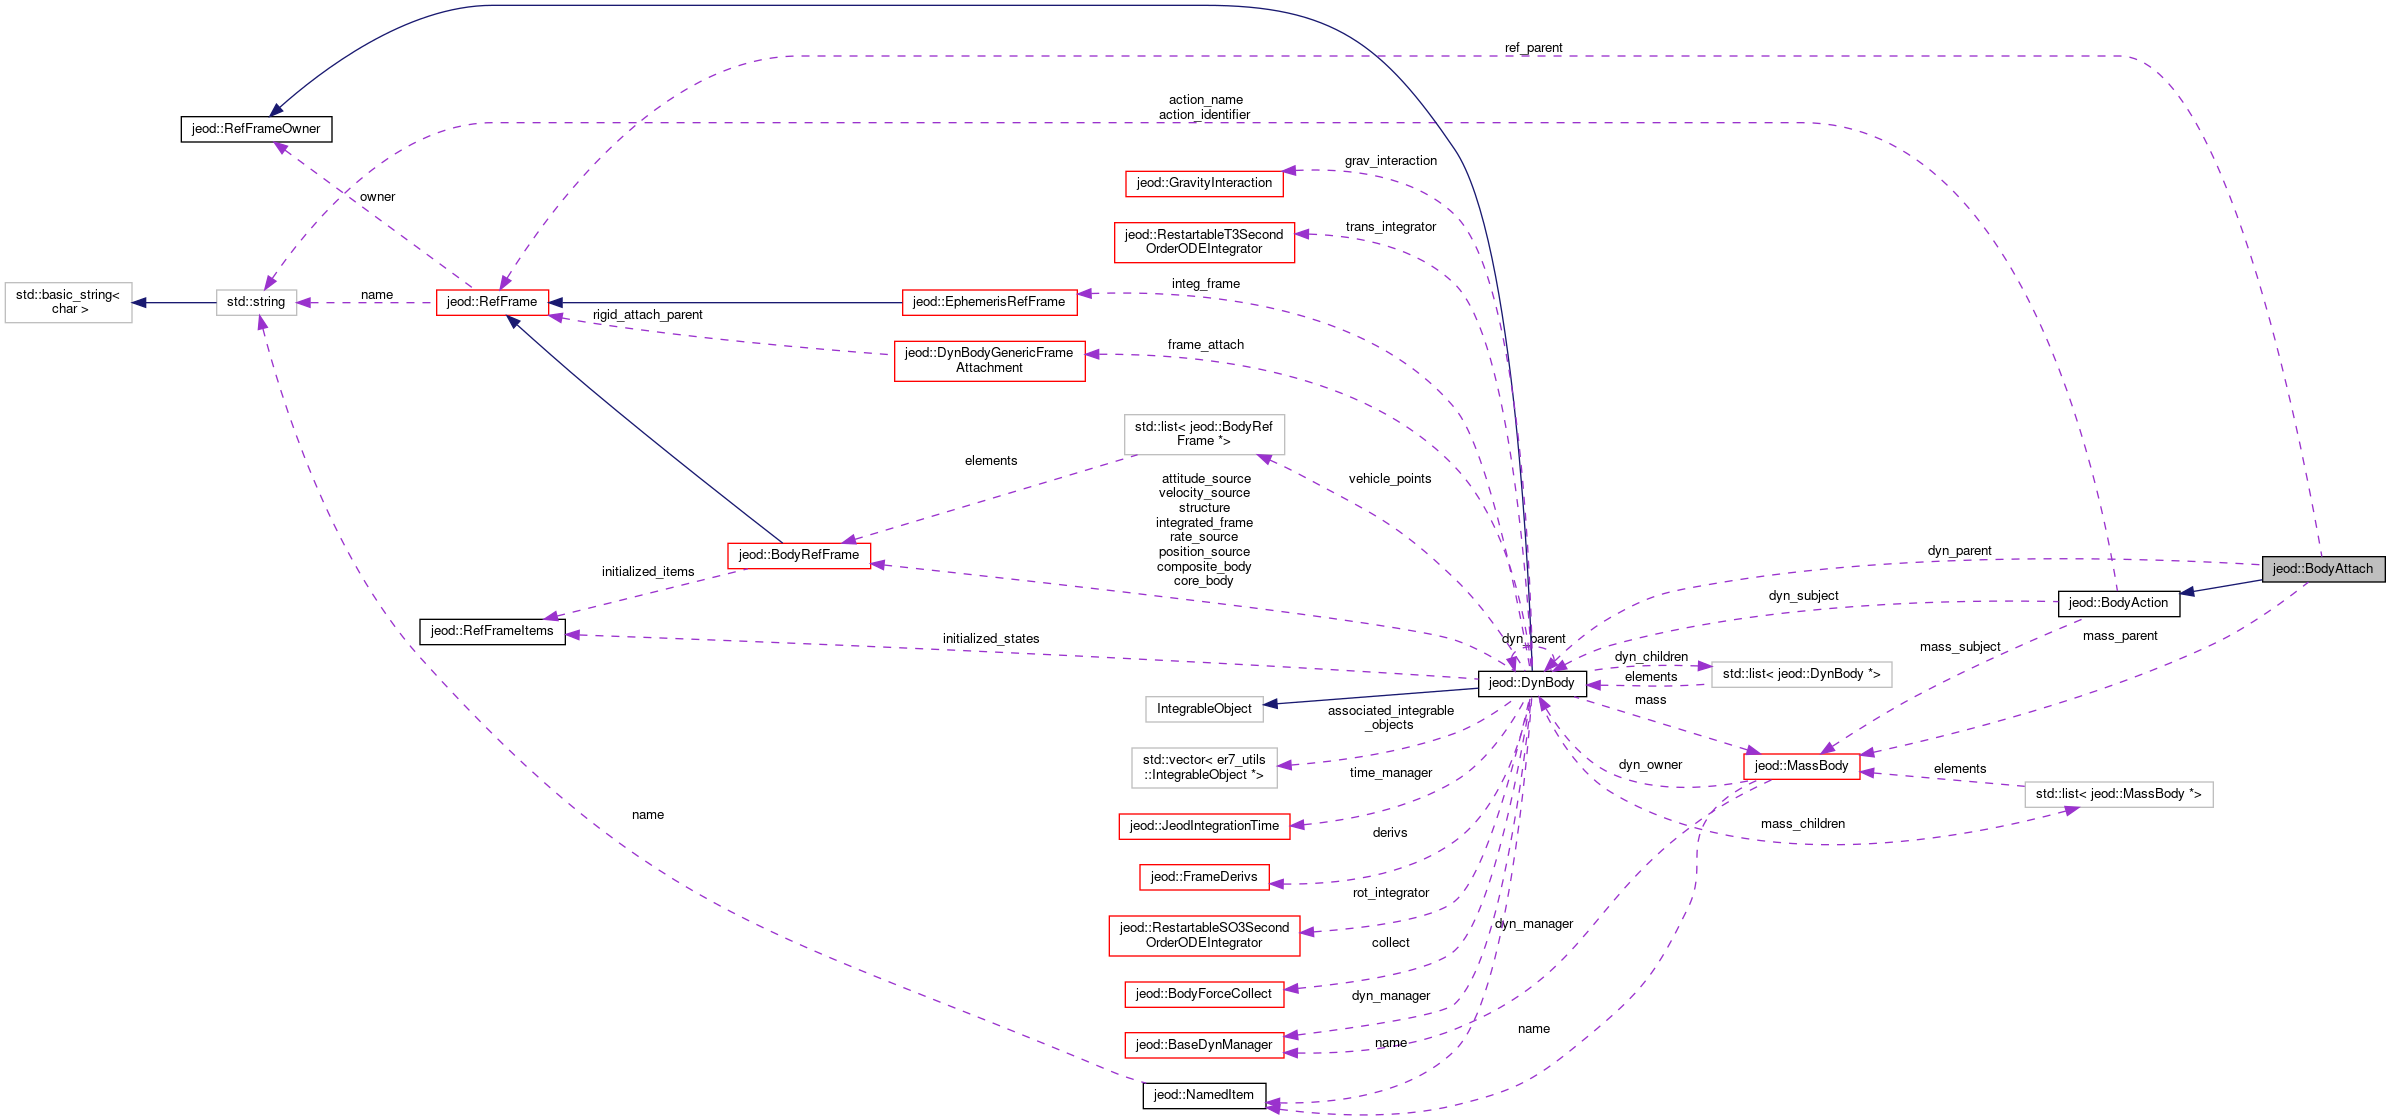 ref_parent
action_name
action_identifier
jeod::RefFrameOwner
grav_interaction
jeod::GravityInteraction
owner
trans_integrator
jeod::RestartableT3Second
OrderODEIntegrator
integ_frame
std::basic_string<
char >
std::string
name
jeod::RefFrame
jeod::EphemerisRefFrame
rigid_attach_parent
frame_attach
jeod::DynBodyGenericFrame
Attachment
std::list< jeod::BodyRef
Frame *>
elements
vehicle_points
attitude_source
velocity_source
structure
integrated_frame
rate_source
position_source
composite_body
core_body
jeod::BodyRefFrame
dyn_parent
jeod::BodyAttach
initialized_items
dyn_subject
jeod::BodyAction
jeod::RefFrameItems
initialized_states
dyn_parent
mass_parent
mass_subject
dyn_children
elements
std::list< jeod::DynBody *>
jeod::DynBody
mass
IntegrableObject
associated_integrable
_objects
std::vector< er7_utils
::IntegrableObject *>
time_manager
dyn_owner
jeod::MassBody
elements
std::list< jeod::MassBody *>
name
jeod::JeodIntegrationTime
derivs
mass_children
jeod::FrameDerivs
rot_integrator
jeod::RestartableSO3Second
OrderODEIntegrator
dyn_manager
collect
jeod::BodyForceCollect
dyn_manager
name
jeod::BaseDynManager
name
jeod::NamedItem